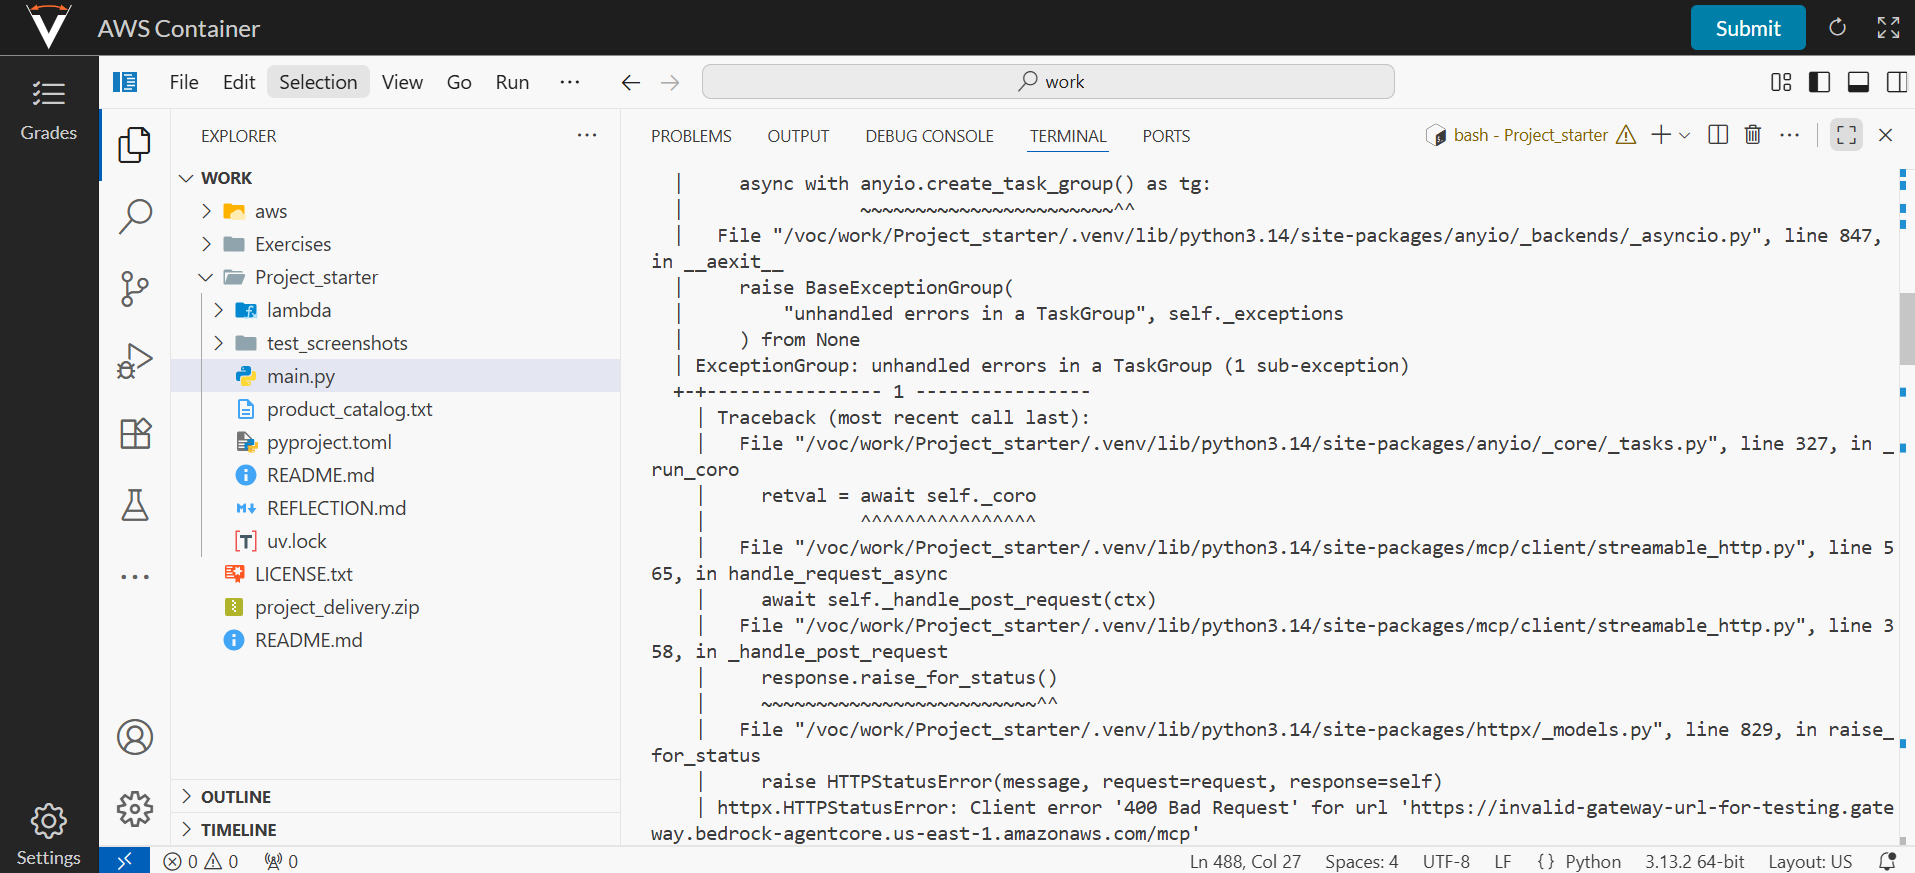 AWS Container
Submit
Grades
File Edit Selection View Go Run ...
work
EXPLORER
PROBLEMS OUTPUT DEBUG CONSOLE TERMINAL PORTS
bash - Project_starter
WORK
aws
Exercises
Project_starter
lambda
test_screenshots
main.py
product_catalog.txt
pyproject.toml
README.md
REFLECTION.md
uv.lock
LICENSE.txt
project_delivery.zip
README.md
OUTLINE
TIMELINE
Settings
|     async with anyio.create_task_group() as tg:
|                ~~~~~~~~~~~~~~~~~~~~~~~^^
|   File "/voc/work/Project_starter/.venv/lib/python3.14/site-packages/anyio/_backends/_asyncio.py", line 847,
in __aexit__
|     raise BaseExceptionGroup(
|         "unhandled errors in a TaskGroup", self._exceptions
|     ) from None
| ExceptionGroup: unhandled errors in a TaskGroup (1 sub-exception)
+-+---------------- 1 ----------------
| Traceback (most recent call last):
|   File "/voc/work/Project_starter/.venv/lib/python3.14/site-packages/anyio/_core/_tasks.py", line 327, in _
run_coro
|     retval = await self._coro
|              ^^^^^^^^^^^^^^^^
|   File "/voc/work/Project_starter/.venv/lib/python3.14/site-packages/mcp/client/streamable_http.py", line 5
65, in handle_request_async
|     await self._handle_post_request(ctx)
|   File "/voc/work/Project_starter/.venv/lib/python3.14/site-packages/mcp/client/streamable_http.py", line 3
58, in _handle_post_request
|     response.raise_for_status()
|     ~~~~~~~~~~~~~~~~~~~~~~~~~^^
|   File "/voc/work/Project_starter/.venv/lib/python3.14/site-packages/httpx/_models.py", line 829, in raise_
for_status
|     raise HTTPStatusError(message, request=request, response=self)
| httpx.HTTPStatusError: Client error '400 Bad Request' for url 'https://invalid-gateway-url-for-testing.gate
way.bedrock-agentcore.us-east-1.amazonaws.com/mcp'
0 0 0
Ln 488, Col 27 Spaces: 4 UTF-8 LF {} Python 3.13.2 64-bit Layout: US